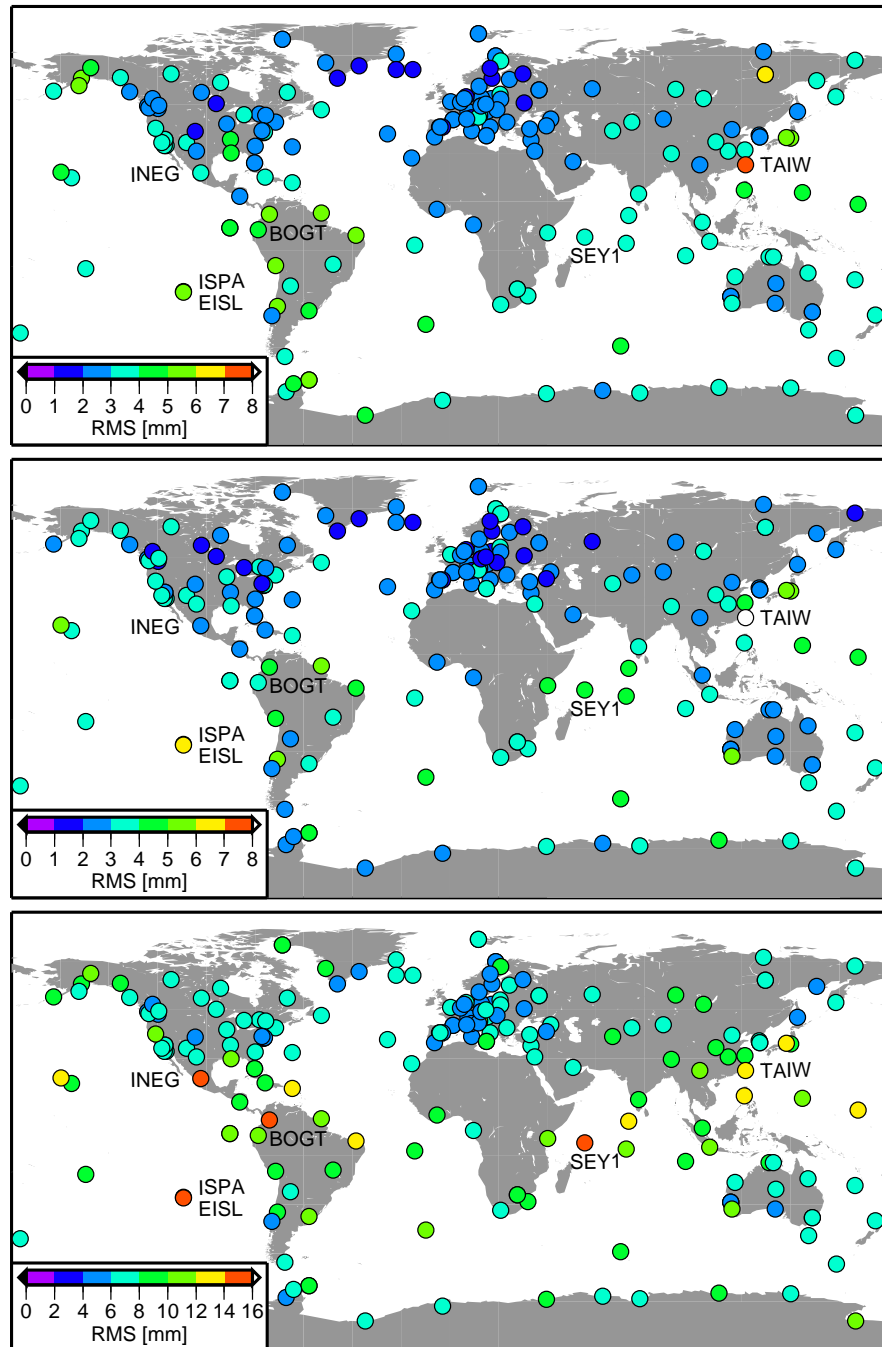 TAIW
INEG
BOGT
SEY1
ISPA
EISL
0 1 2 3 4 5 6 7 8
RMS [mm]
TAIW
INEG
BOGT
SEY1
ISPA
EISL
0 1 2 3 4 5 6 7 8
RMS [mm]
TAIW
INEG
BOGT
SEY1
ISPA
EISL
0 2 4 6 8 10 12 14 16
RMS [mm]